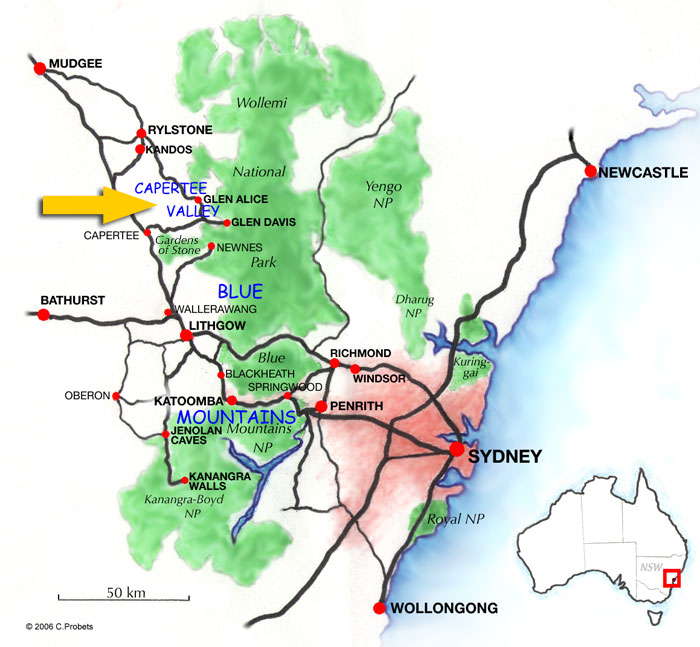 MUDGEE
Wollemi
RYLSTONE
KANDOS
National
NEWCASTLE
CAPERTEE
Yengo
NP
GLEN ALICE
VALLEY
GLEN DAVIS
CAPERTEE
Gardens
of Stone
NEWNES
Park
BLUE
BATHURST
Dharug
NP
WALLERAWANG
LITHGOW
Blue
RICHMOND
Kuring-
gai
BLACKHEATH
WINDSOR
SPRINGWOOD
OBERON
KATOOMBA
PENRITH
MOUNTAINS
Mountains
NP
JENOLAN
CAVES
SYDNEY
KANANGRA
WALLS
Kanangra-Boyd
NP
Royal NP
NSW
50 km
WOLLONGONG
© 2006 C.Probets